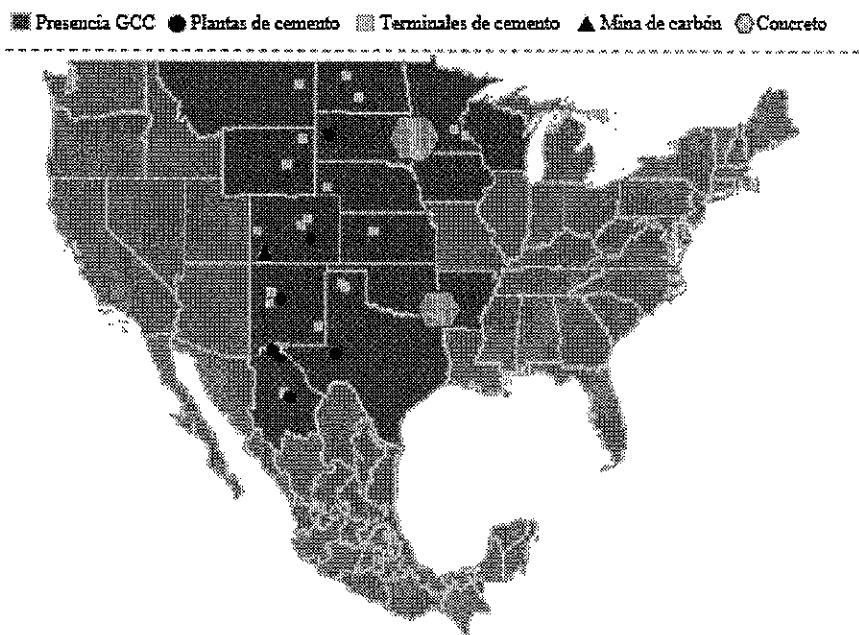 Presencia GCC Plantas de cemento Terminales de cemento Mina de carbón Concreto